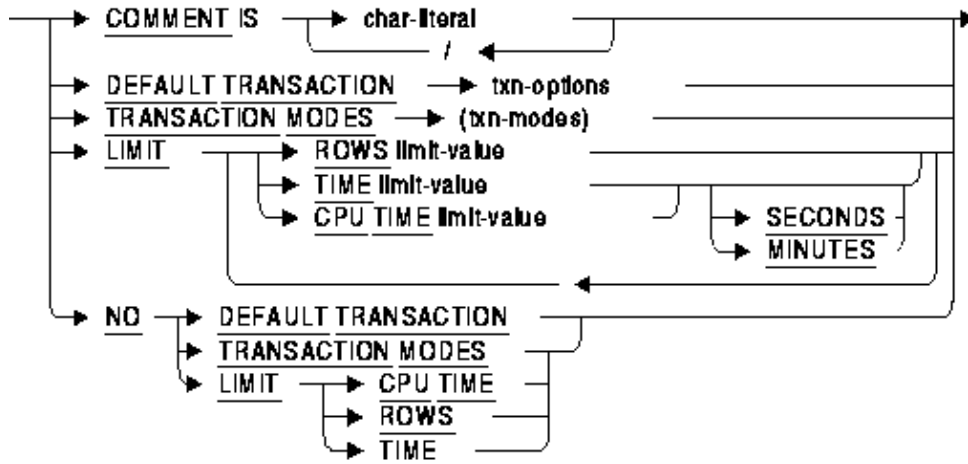 COMMENT IS char-literal
/
DEFAULT TRANSACTION txn-options
TRANSACTION MODES (txn-modes)
LIMIT ROWS limit-value
TIME limit-value
CPU TIME limit-value SECONDS
MINUTES
NO DEFAULT TRANSACTION
TRANSACTION MODES
LIMIT CPU TIME
ROWS
TIME